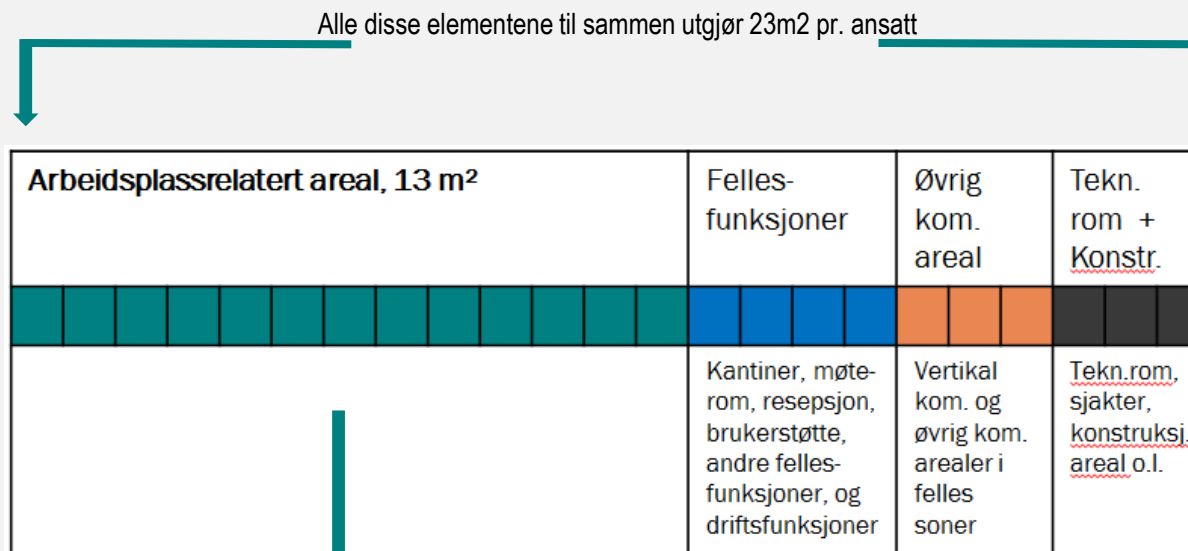 Alle disse elementene til sammen utgjør 23m2 pr. ansatt
Arbeidsplassrelatert areal, 13 m²
Felles-
funksjoner
Øvrig
kom.
areal
Tekn.
rom +
Konstr.
Kantiner, møte-
rom, resepsjon,
brukerstøtte,
andre felles-
funksjoner, og
driftsfunksjoner
Vertikal
kom. og
øvrig kom.
arealer i
felles
soner
Tekn.rom,
sjakter,
konstruksj.
areal o.l.